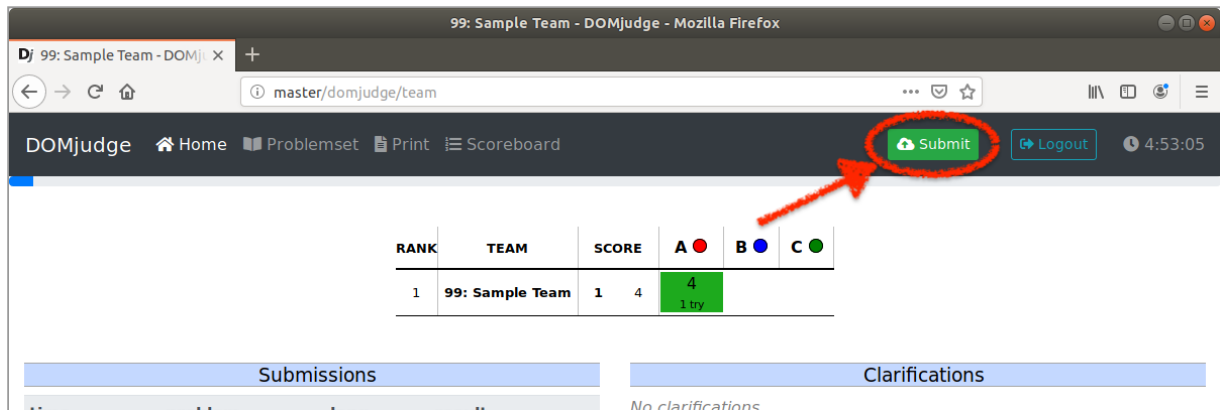 99: Sample Team - DOMjudge - Mozilla Firefox
Dj 99: Sample Team - DOMju
master/domjudge/team
DOMjudge Home Problemset Print Scoreboard Submit Logout 4:53:05
RANK TEAM SCORE A B C
1 99: Sample Team 1 4 4
1 try
Submissions Clarifications
No clarifications